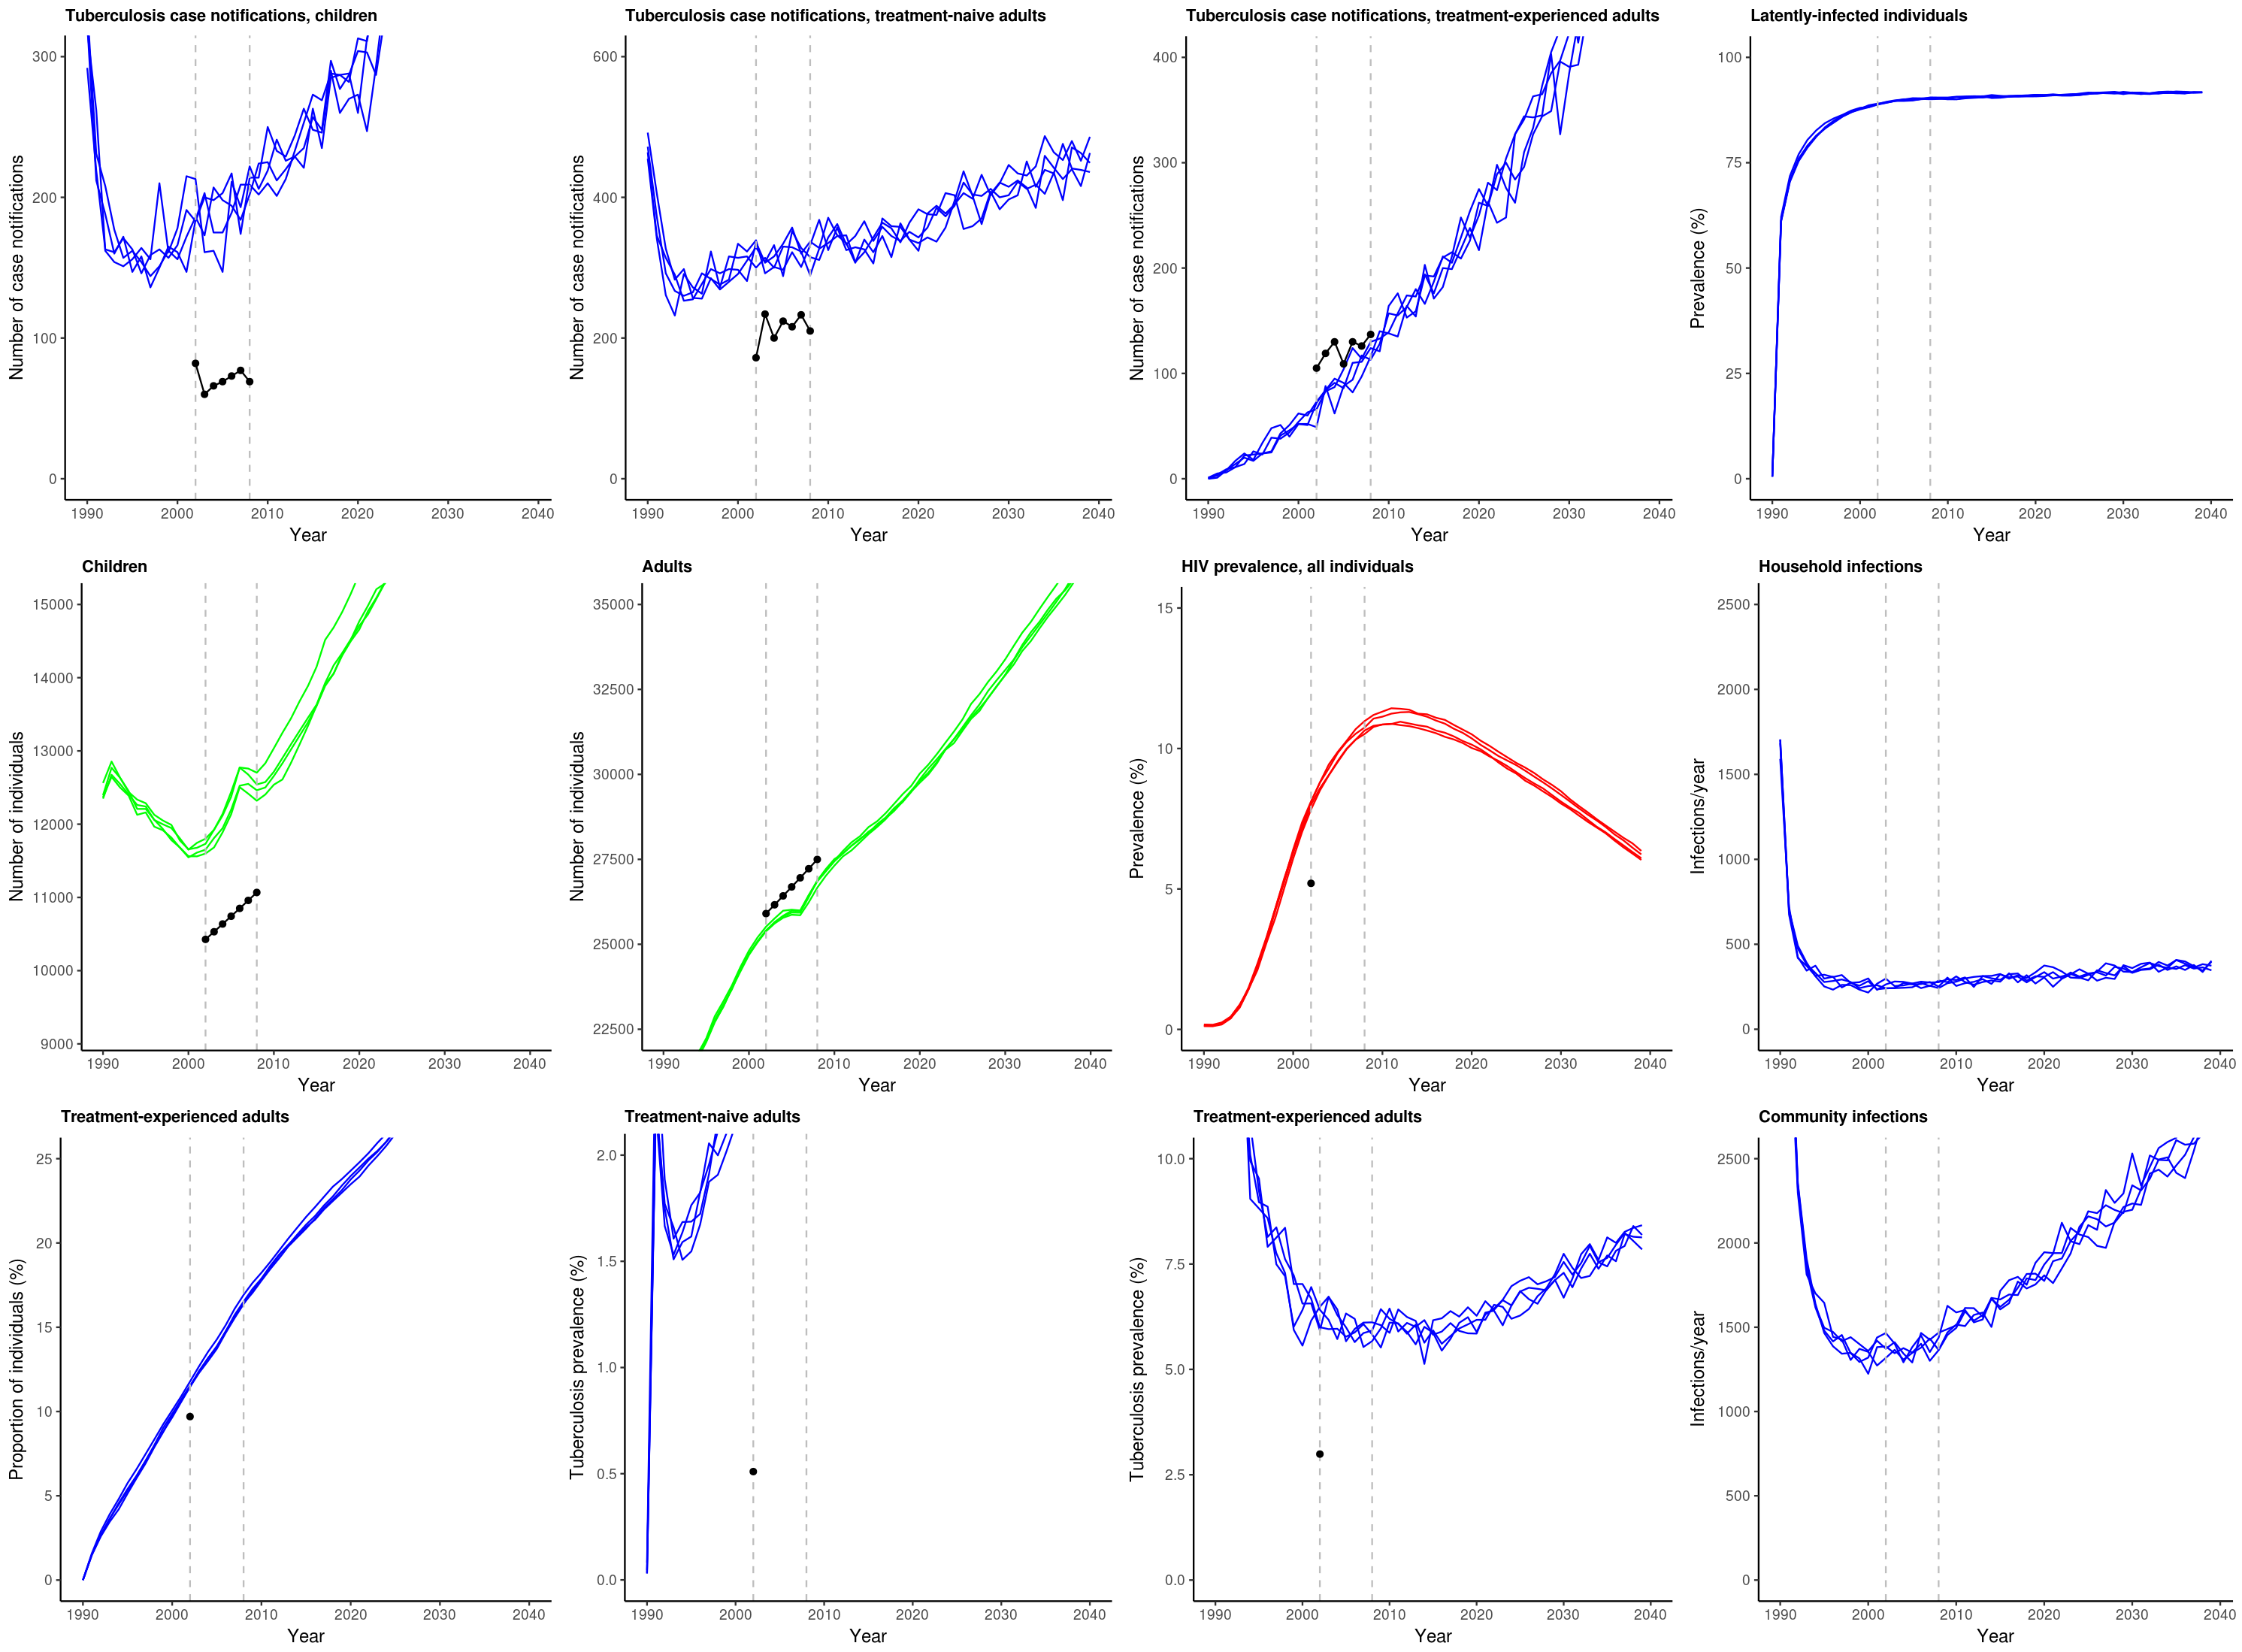 Tuberculosis case notifications, children
Number of case notifications
300
200
100
0
1990 2000 2010 2020 2030 2040
Year
Tuberculosis case notifications, treatment-naive adults
Number of case notifications
600
400
200
0
1990 2000 2010 2020 2030 2040
Year
Tuberculosis case notifications, treatment-experienced adults
Number of case notifications
400
300
200
100
0
1990 2000 2010 2020 2030 2040
Year
Latently-infected individuals
Prevalence (%)
100
75
50
25
0
1990 2000 2010 2020 2030 2040
Year
Children
Number of individuals
15000
14000
13000
12000
11000
10000
9000
1990 2000 2010 2020 2030 2040
Year
Adults
Number of individuals
35000
32500
30000
27500
25000
22500
1990 2000 2010 2020 2030 2040
Year
HIV prevalence, all individuals
Prevalence (%)
15
10
5
0
1990 2000 2010 2020 2030 2040
Year
Household infections
Infections/year
2500
2000
1500
1000
500
0
1990 2000 2010 2020 2030 2040
Year
Treatment-experienced adults
Proportion of individuals (%)
25
20
15
10
5
0
1990 2000 2010 2020 2030 2040
Year
Treatment-naive adults
Tuberculosis prevalence (%)
2.0
1.5
1.0
0.5
0.0
1990 2000 2010 2020 2030 2040
Year
Treatment-experienced adults
Tuberculosis prevalence (%)
10.0
7.5
5.0
2.5
0.0
1990 2000 2010 2020 2030 2040
Year
Community infections
Infections/year
2500
2000
1500
1000
500
0
1990 2000 2010 2020 2030 2040
Year